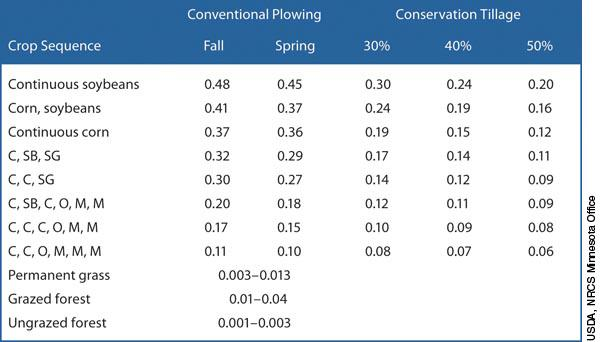 Conventional Plowing Conservation Tillage
Crop Sequence Fall Spring 30% 40% 50%
Continuous soybeans 0.48 0.45 0.30 0.24 0.20
Corn, soybeans 0.41 0.37 0.24 0.19 0.16
Continuous corn 0.37 0.36 0.19 0.15 0.12
C, SB, SG 0.32 0.29 0.17 0.14 0.11
C, C, SG 0.30 0.27 0.14 0.12 0.09
C, SB, C, O, M, M 0.20 0.18 0.12 0.11 0.09
C, C, C, O, M, M 0.17 0.15 0.10 0.09 0.08
C, C, O, M, M, M 0.11 0.10 0.08 0.07 0.06
Permanent grass 0.003–0.013
Grazed forest 0.01–0.04
Ungrazed forest 0.001–0.003
USDA, NRCS Minnesota Office